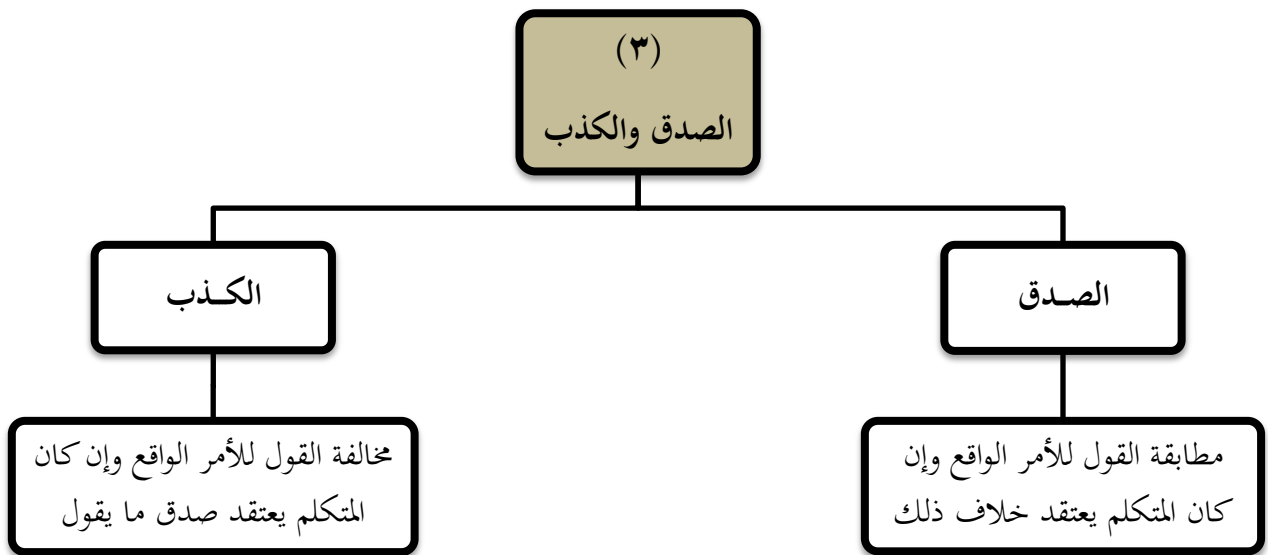 (٣)
الصدق والكذب
الصـدق
الكـذب
مطابقة القول للأمر الواقع وإن
كان المتكلم يعتقد خلاف ذلك
مخالفة القول للأمر الواقع وإن كان
المتكلم يعتقد صدق ما يقول